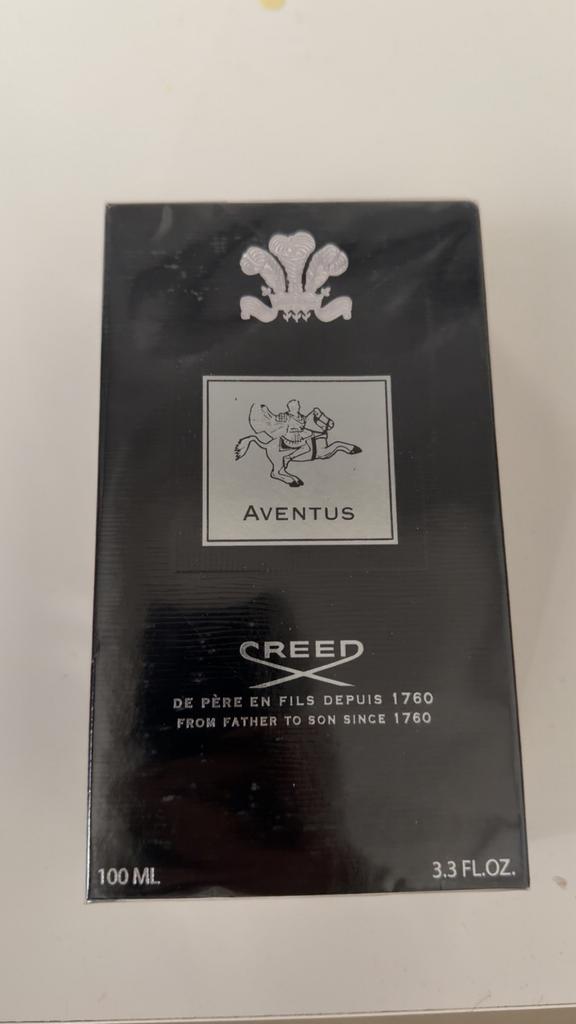 AVENTUS
CREED
DE PÈRE EN FILS DEPUIS 1760
FROM FATHER TO SON SINCE 1760
100 ML
3.3 FL.OZ.